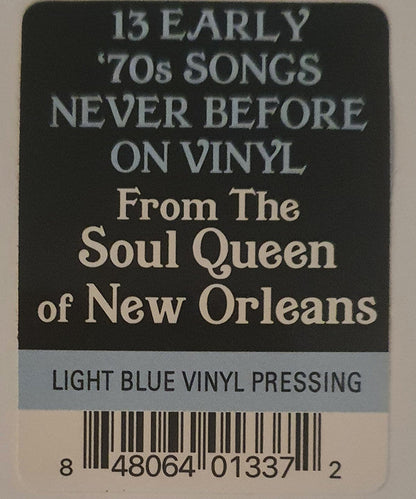 13 EARLY
'70s SONGS
NEVER BEFORE
ON VINYL
From The
Soul Queen
of New Orleans
LIGHT BLUE VINYL PRESSING
8 48064 01337 2